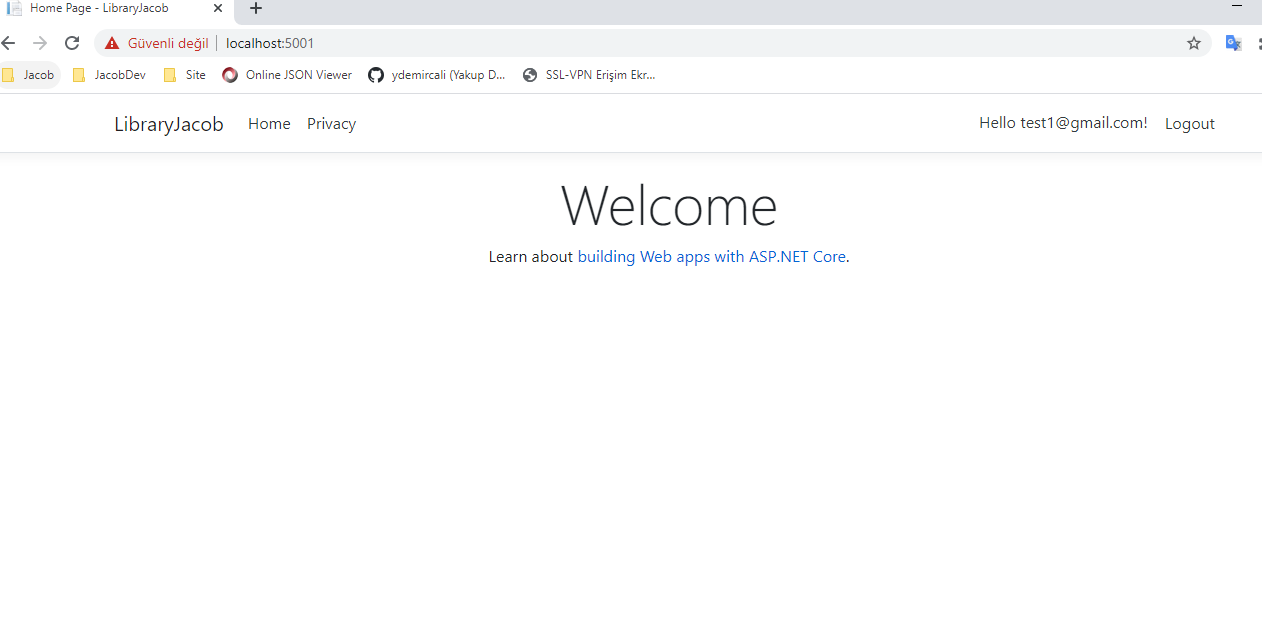 Home Page - LibraryJacob
Güvenli değil localhost:5001
Jacob JacobDev Site Online JSON Viewer ydemircali (Yakup D... SSL-VPN Erişim Ekr...
LibraryJacob Home Privacy Hello test1@gmail.com! Logout
Welcome
Learn about building Web apps with ASP.NET Core.